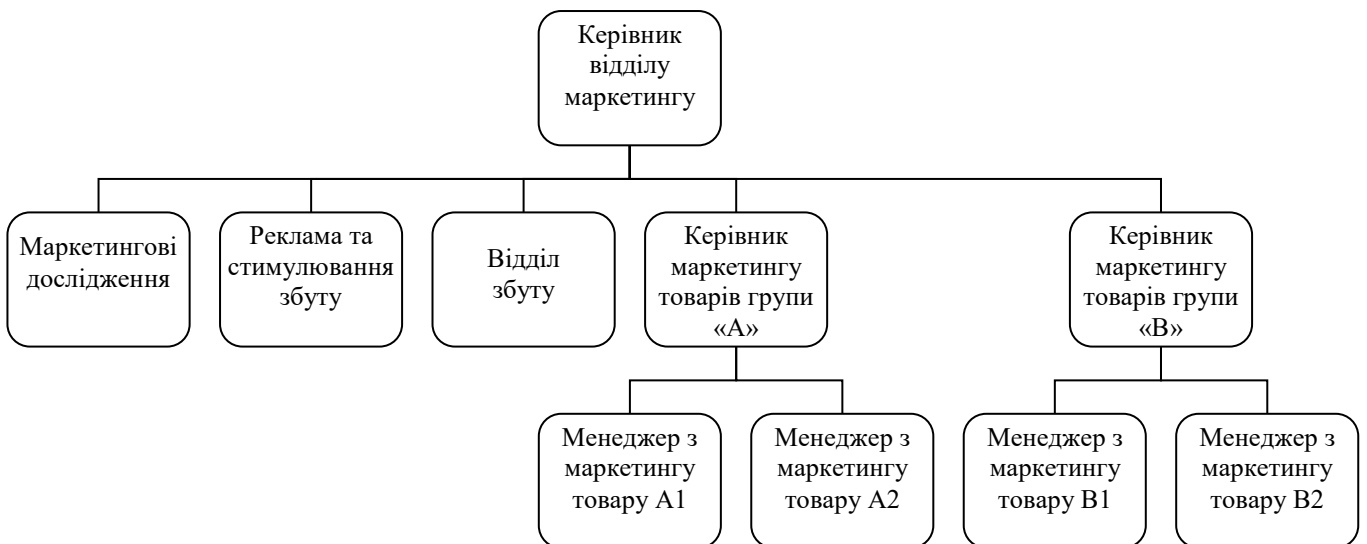 Керівник
відділу
маркетингу
Маркетингові
дослідження
Реклама та
стимулювання
збуту
Відділ
збуту
Керівник
маркетингу
товарів групи
«А»
Керівник
маркетингу
товарів групи
«В»
Менеджер з
маркетингу
товару А1
Менеджер з
маркетингу
товару А2
Менеджер з
маркетингу
товару В1
Менеджер з
маркетингу
товару В2